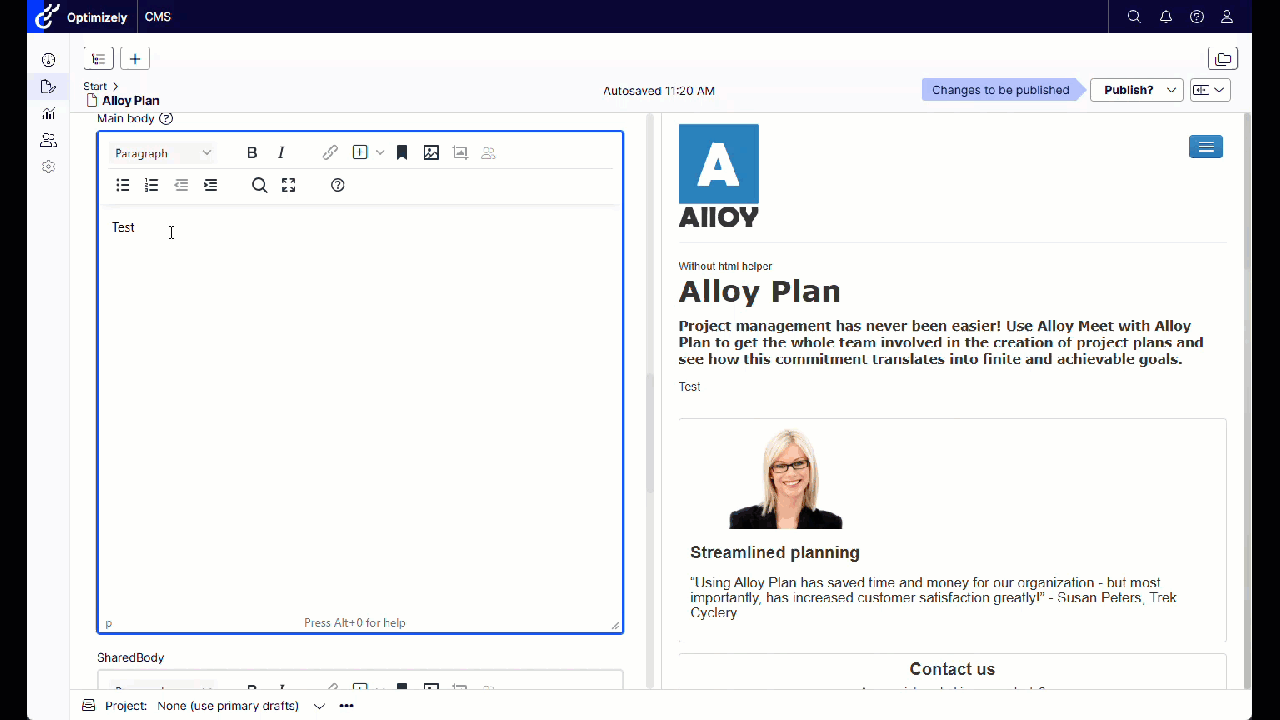 Optimizely
CMS
Start
Alloy Plan
Autosaved 11:20 AM
Changes to be published
Publish?
Main body
Paragraph
B I
Test
p
Press Alt+0 for help
SharedBody
A
Alloy
Without html helper
Alloy Plan
Project management has never been easier! Use Alloy Meet with Alloy
Plan to get the whole team involved in the creation of project plans and
see how this commitment translates into finite and achievable goals.
Test
Streamlined planning
“Using Alloy Plan has saved time and money for our organization - but most
importantly, has increased customer satisfaction greatly!” - Susan Peters, Trek
Cyclery
Contact us
Project: None (use primary drafts)